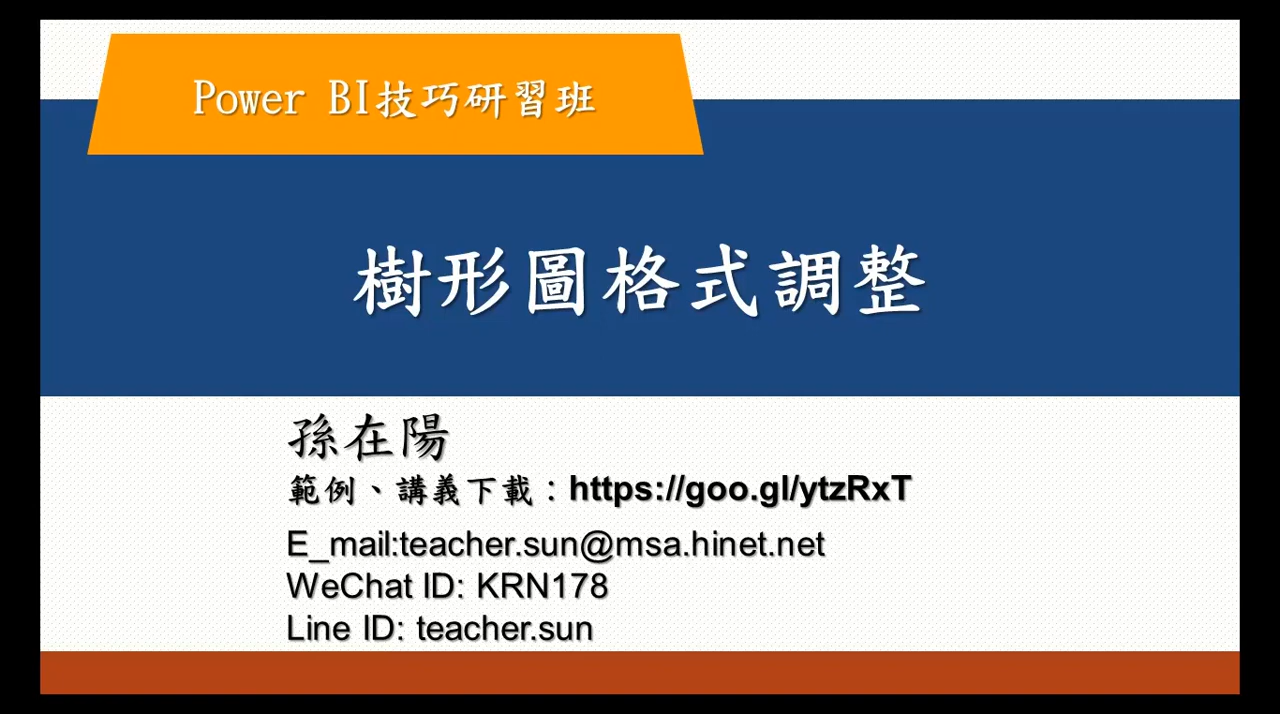 Power BI技巧研習班
樹形圖格式調整
孫在陽
範例、講義下載：https://goo.gl/ytzRxT
E_mail:teacher.sun@msa.hinet.net
WeChat ID: KRN178
Line ID: teacher.sun